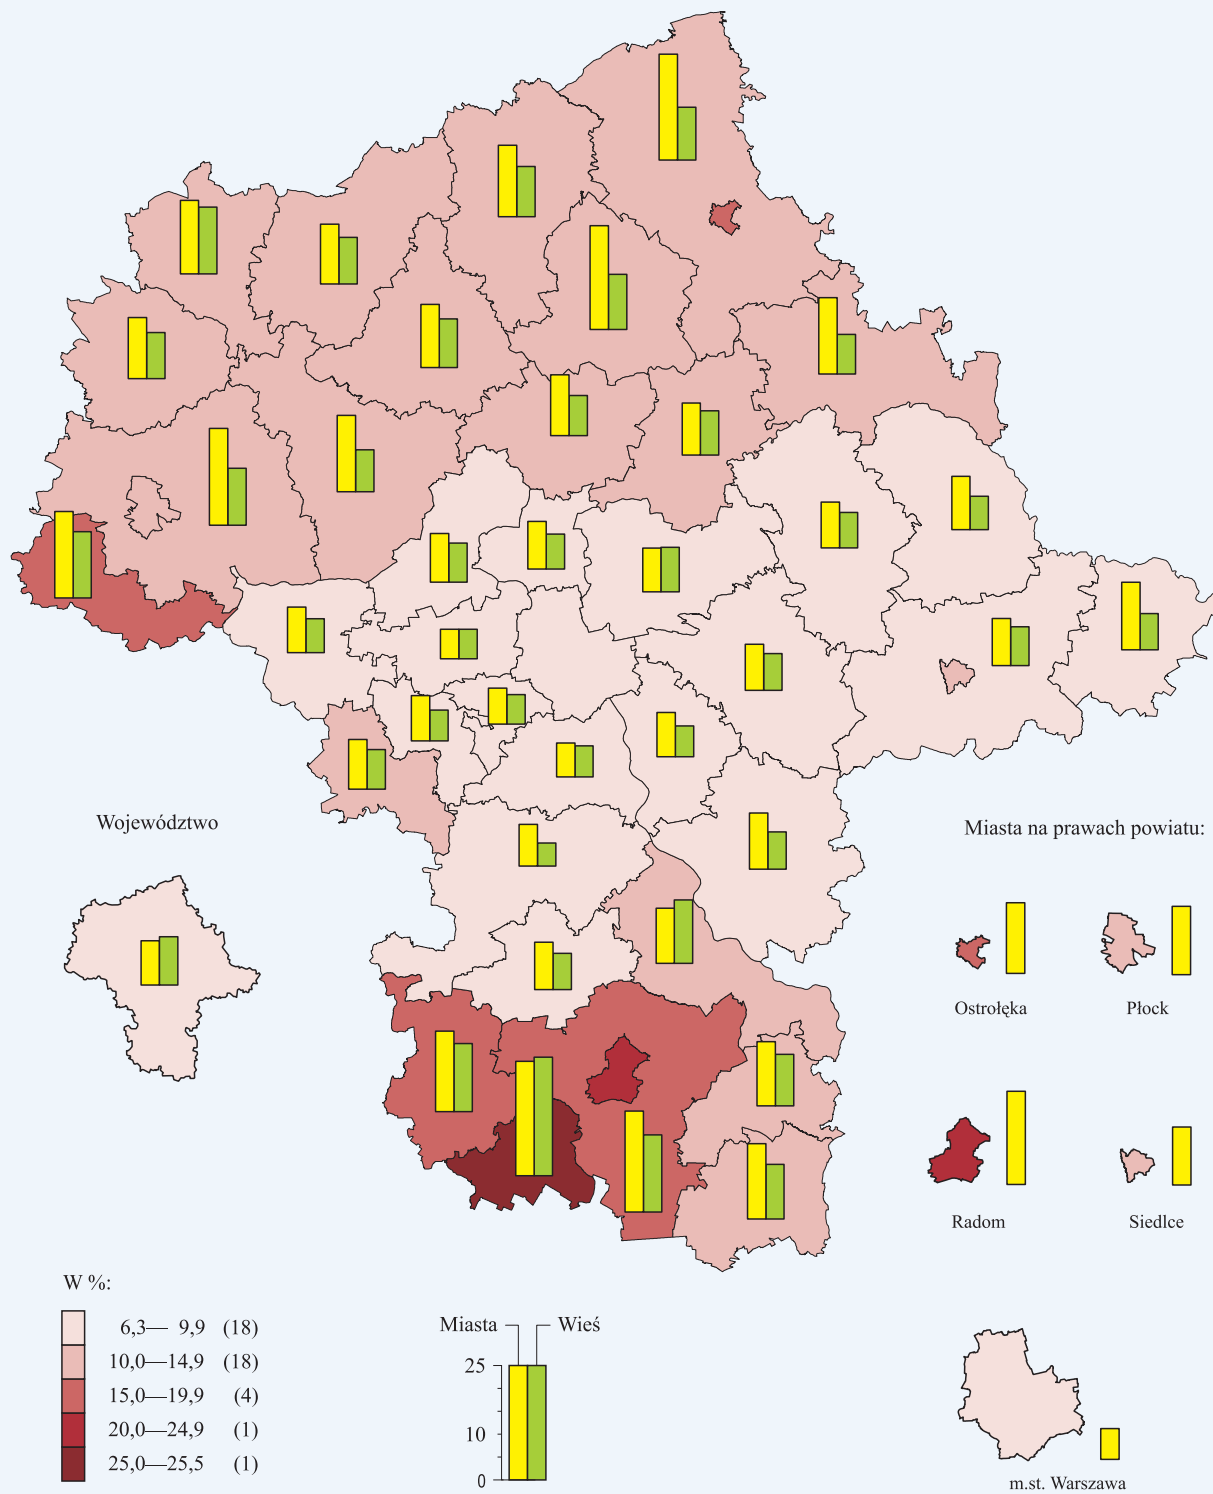 Województwo
Miasta na prawach powiatu:
Ostrołęka
Płock
Radom
Siedlce
W %:
6,3— 9,9 (18)
10,0—14,9 (18)
15,0—19,9 (4)
20,0—24,9 (1)
25,0—25,5 (1)
Miasta Wieś
25
10
0
m.st. Warszawa